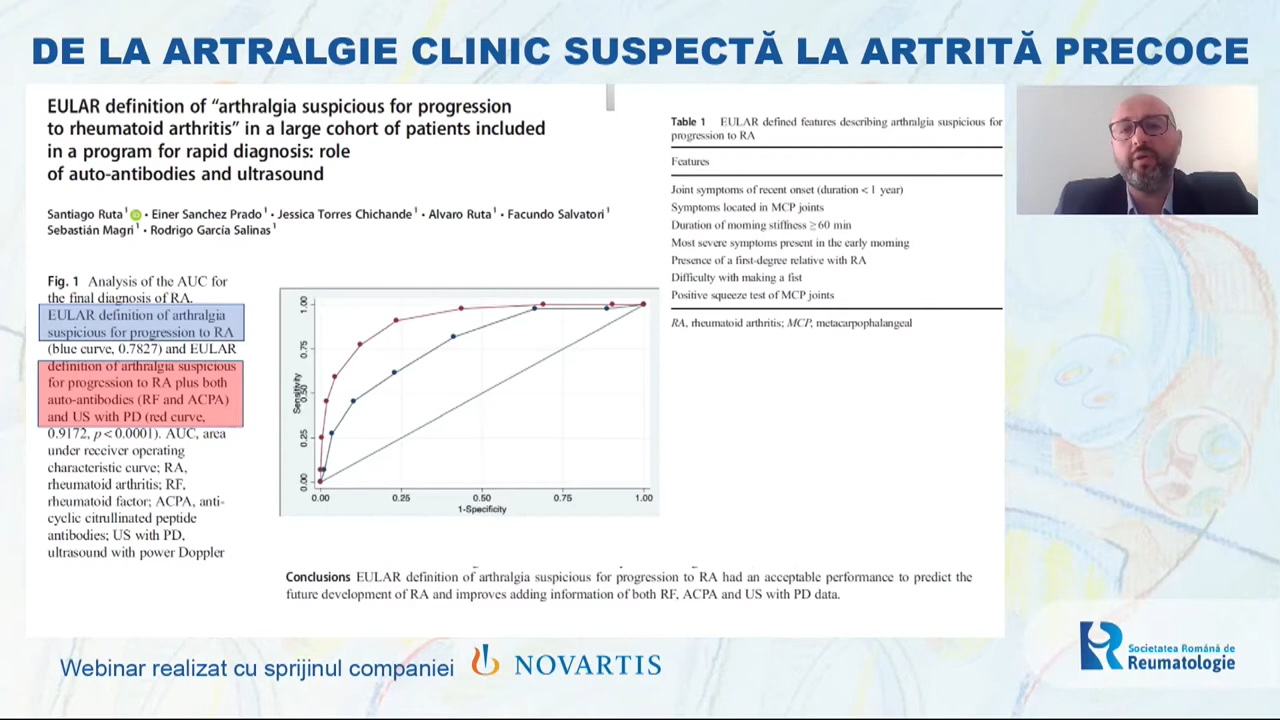 DE LA ARTRALGIE CLINIC SUSPECTĂ LA ARTRITĂ PRECOCE
EULAR definition of “arthralgia suspicious for progression
to rheumatoid arthritis” in a large cohort of patients included
in a program for rapid diagnosis: role
of auto-antibodies and ultrasound
Santiago Ruta¹ iD · Einer Sanchez Prado¹ · Jessica Torres Chichande¹ · Alvaro Ruta¹ · Facundo Salvatori¹
Sebastián Magri¹ · Rodrigo García Salinas¹
Fig. 1 Analysis of the AUC for
the final diagnosis of RA.
EULAR definition of arthralgia
suspicious for progression to RA
(blue curve, 0.7827) and EULAR
definition of arthralgia suspicious
for progression to RA plus both
auto-antibodies (RF and ACPA)
and US with PD (red curve,
0.9172, p<0.0001). AUC, area
under receiver operating
characteristic curve; RA,
rheumatoid arthritis; RF,
rheumatoid factor; ACPA, anti-
cyclic citrullinated peptide
antibodies; US with PD,
ultrasound with power Doppler
Sensitivity
1.00
0.75
0.50
0.25
0.00
0.00 0.25 0.50 0.75 1.00
1-Specificity
Table 1 EULAR defined features describing arthralgia suspicious for
progression to RA
Features
Joint symptoms of recent onset (duration < 1 year)
Symptoms located in MCP joints
Duration of morning stiffness ≥ 60 min
Most severe symptoms present in the early morning
Presence of a first-degree relative with RA
Difficulty with making a fist
Positive squeeze test of MCP joints
RA, rheumatoid arthritis; MCP, metacarpophalangeal
Conclusions EULAR definition of arthralgia suspicious for progression to RA had an acceptable performance to predict the
future development of RA and improves adding information of both RF, ACPA and US with PD data.
Webinar realizat cu sprijinul companiei NOVARTIS
Societatea Română de
Reumatologie